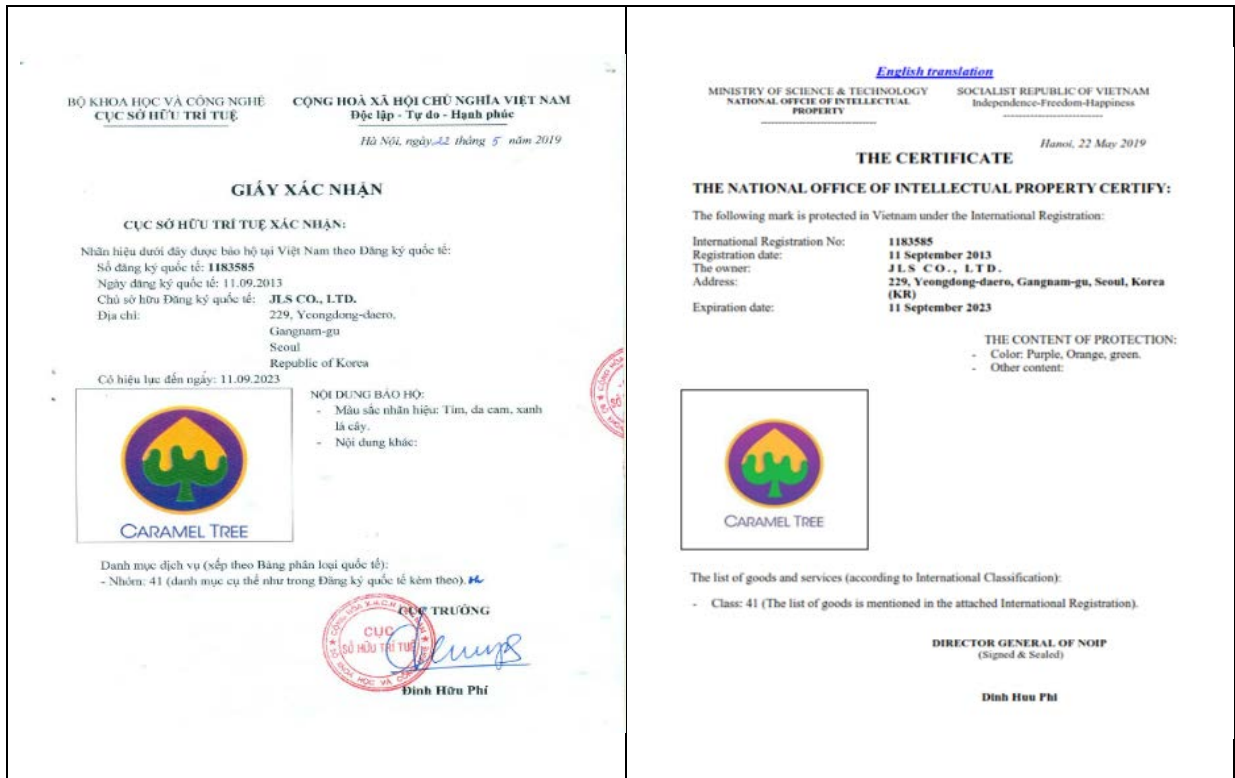 BỘ KHOA HỌC VÀ CÔNG NGHỆ
CỤC SỞ HỮU TRÍ TUỆ
CỘNG HOÀ XÃ HỘI CHỦ NGHĨA VIỆT NAM
Độc lập - Tự do - Hạnh phúc
Hà Nội, ngày 22 tháng 5 năm 2019
GIẤY XÁC NHẬN
CỤC SỞ HỮU TRÍ TUỆ XÁC NHẬN:
Nhãn hiệu dưới đây được bảo hộ tại Việt Nam theo Đăng ký quốc tế:
Số đăng ký quốc tế: 1183585
Ngày đăng ký quốc tế: 11.09.2013
Chủ sở hữu Đăng ký quốc tế: JLS CO., LTD.
Địa chỉ: 229, Yeongdong-daero,
Gangnam-gu
Seoul
Republic of Korea
Có hiệu lực đến ngày: 11.09.2023
NỘI DUNG BẢO HỘ:
- Màu sắc nhãn hiệu: Tím, da cam, xanh
lá cây.
- Nội dung khác:
CARAMEL TREE
Danh mục dịch vụ (xếp theo Bảng phân loại quốc tế):
- Nhóm: 41 (danh mục cụ thể như trong Đăng ký quốc tế kèm theo).
CỤC TRƯỞNG
CỤC
SỞ HỮU TRÍ TUỆ
Đinh Hữu Phí
English translation
MINISTRY OF SCIENCE & TECHNOLOGY
NATIONAL OFFCIE OF INTELLECTUAL
PROPERTY
SOCIALIST REPUBLIC OF VIETNAM
Independence-Freedom-Happiness
Hanoi, 22 May 2019
THE CERTIFICATE
THE NATIONAL OFFICE OF INTELLECTUAL PROPERTY CERTIFY:
The following mark is protected in Vietnam under the International Registration:
International Registration No: 1183585
Registration date: 11 September 2013
The owner: JLS CO., LTD.
Address: 229, Yeongdong-daero, Gangnam-gu, Seoul, Korea
(KR)
Expiration date: 11 September 2023
THE CONTENT OF PROTECTION:
- Color: Purple, Orange, green.
- Other content:
CARAMEL TREE
The list of goods and services (according to International Classification):
- Class: 41 (The list of goods is mentioned in the attached International Registration).
DIRECTOR GENERAL OF NOIP
(Signed & Sealed)
Dinh Huu Phi